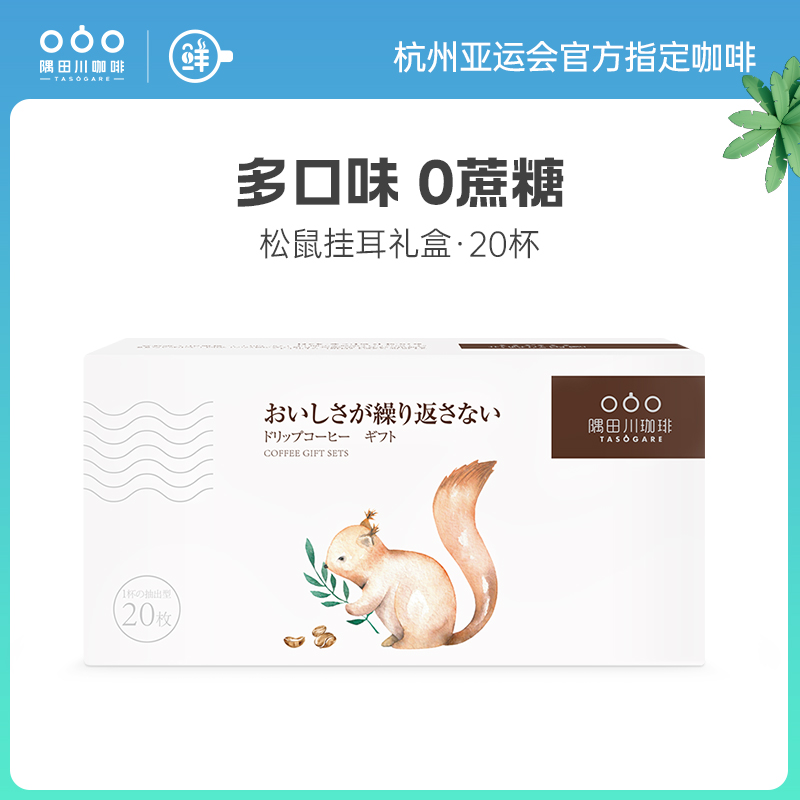 隅田川咖啡
TASOGARE
鲜
杭州亚运会官方指定咖啡
多口味 0蔗糖
松鼠挂耳礼盒·20杯
おいしさが繰り返さない
ドリップコーヒー ギフト
COFFEE GIFT SETS
隅田川珈琲
TASOGARE
1杯の抽出型
20枚